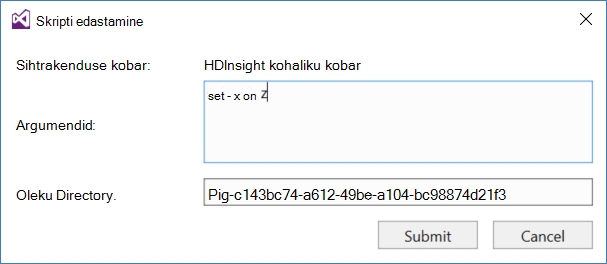 Skripti edastamine
Sihtrakenduse kobar: HDInsight kohaliku kobar
set - x on z
Argumendid:
Oleku Directory. Pig-c143bc74-a612-49be-a104-bc98874d21f3
Submit Cancel